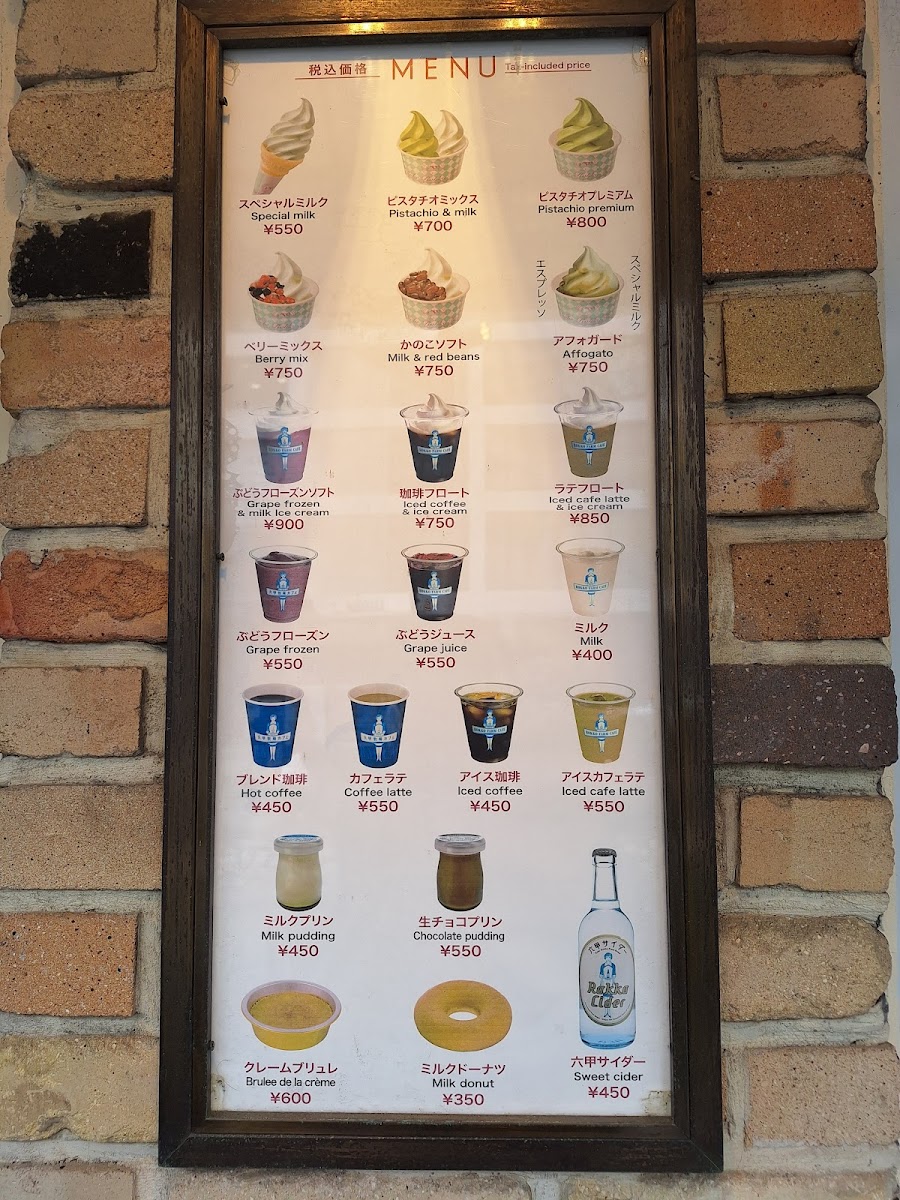 税込価格 MENU Tax-included price
スペシャルミルク
Special milk
¥550
ピスタチオミックス
Pistachio & milk
¥700
ピスタチオプレミアム
Pistachio premium
¥800
ベリーミックス
Berry mix
¥750
かのこソフト
Milk & red beans
¥750
エスプレッソ
スペシャルミルク
アフォガード
Affogato
¥750
ぶどうフローズンソフト
Grape frozen
& milk Ice cream
¥900
珈琲フロート
Iced coffee
& ice cream
¥750
ラテフロート
Iced cafe latte
& ice cream
¥850
ぶどうフローズン
Grape frozen
¥550
ぶどうジュース
Grape juice
¥550
ミルク
Milk
¥400
ブレンド珈琲
Hot coffee
¥450
カフェラテ
Coffee latte
¥550
アイス珈琲
Iced coffee
¥450
アイスカフェラテ
Iced cafe latte
¥550
ミルクプリン
Milk pudding
¥450
生チョコプリン
Chocolate pudding
¥550
六甲サイダー
Rokko
Cider
クレームブリュレ
Brulee de la crème
¥600
ミルクドーナツ
Milk donut
¥350
六甲サイダー
Sweet cider
¥450